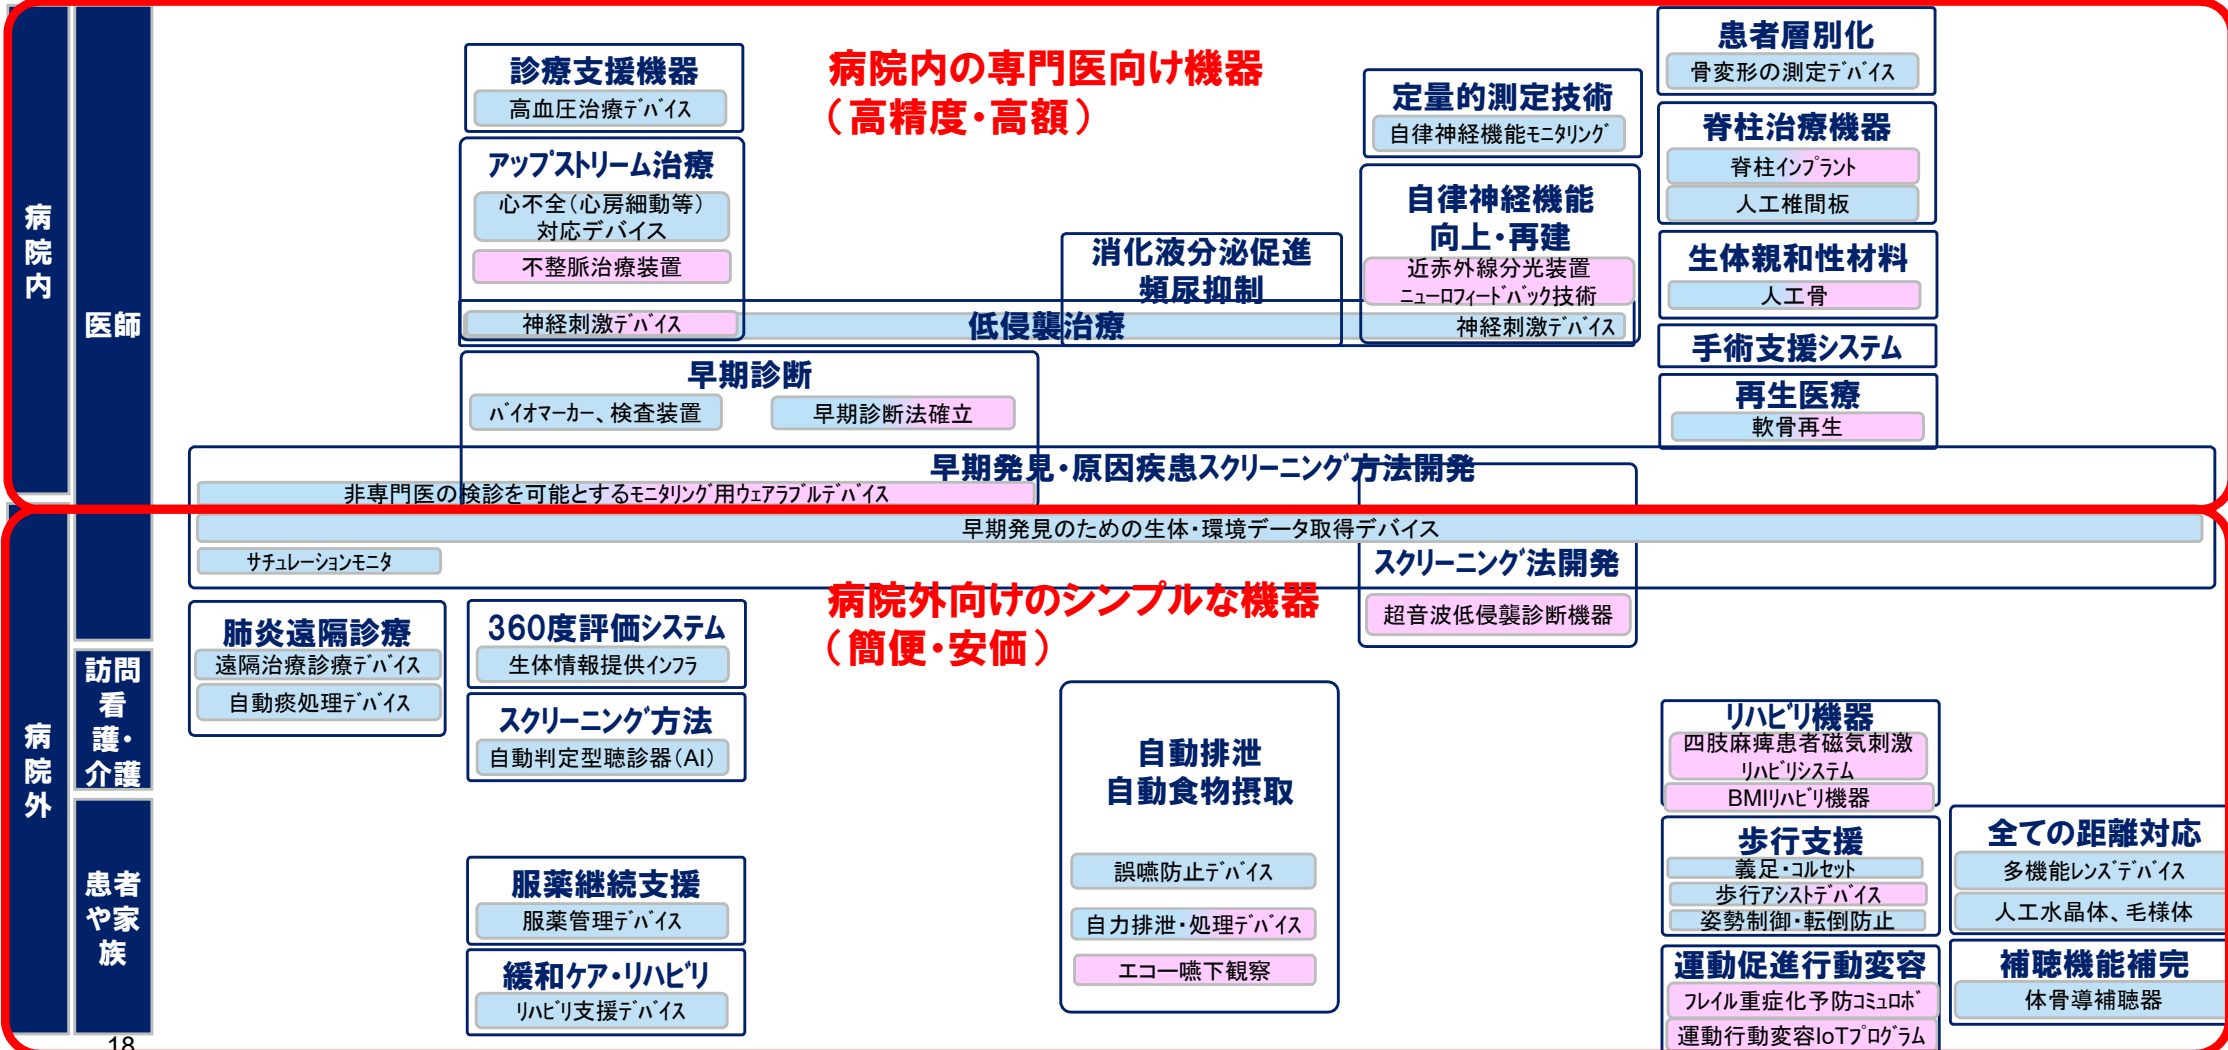 病院内
医師
病院外
訪問
看
護・
介護
患者
や家
族
病院内の専門医向け機器
（高精度・高額）
診療支援機器
高血圧治療ﾃﾞﾊﾞｲｽ
アップストリーム治療
心不全（心房細動等）
対応デバイス
不整脈治療装置
神経刺激ﾃﾞﾊﾞｲｽ
低侵襲治療
神経刺激ﾃﾞﾊﾞｲｽ
消化液分泌促進
頻尿抑制
定量的測定技術
自律神経機能ﾓﾆﾀﾘﾝｸﾞ
自律神経機能
向上・再建
近赤外線分光装置
ﾆｭｰﾛﾌｨｰﾄﾞﾊﾞｯｸ技術
患者層別化
骨変形の測定ﾃﾞﾊﾞｲｽ
脊柱治療機器
脊柱ｲﾝﾌﾟﾗﾝﾄ
人工椎間板
生体親和性材料
人工骨
手術支援システム
再生医療
軟骨再生
早期診断
ﾊﾞｲｵﾏｰｶｰ、検査装置
早期診断法確立
早期発見・原因疾患ｽｸﾘｰﾆﾝｸﾞ方法開発
非専門医の検診を可能とするﾓﾆﾀﾘﾝｸﾞ用ｳｪｱﾗﾌﾞﾙﾃﾞﾊﾞｲｽ
早期発見のための生体・環境データ取得デバイス
ｻﾁｭﾚｰｼｮﾝﾓﾆﾀ
スクリーニング法開発
超音波低侵襲診断機器
病院外向けのシンプルな機器
（簡便・安価）
肺炎遠隔診療
遠隔治療診療ﾃﾞﾊﾞｲｽ
自動痰処理ﾃﾞﾊﾞｲｽ
360度評価システム
生体情報提供ｲﾝﾌﾗ
スクリーニング方法
自動判定型聴診器（AI）
服薬継続支援
服薬管理ﾃﾞﾊﾞｲｽ
緩和ケア・リハビリ
ﾘﾊﾋﾞﾘ支援ﾃﾞﾊﾞｲｽ
自動排泄
自動食物摂取
誤嚥防止ﾃﾞﾊﾞｲｽ
自力排泄・処理ﾃﾞﾊﾞｲｽ
エコー嚥下観察
リハビリ機器
四肢麻痺患者磁気刺激
ﾘﾊﾋﾞﾘｼｽﾃﾑ
BMIﾘﾊﾋﾞﾘ機器
歩行支援
義足・ｺﾙｾｯﾄ
歩行ｱｼｽﾄﾃﾞﾊﾞｲｽ
姿勢制御・転倒防止
運動促進行動変容
ﾌﾚｲﾙ重症化予防ｺﾐｭﾛﾎﾞ
運動行動変容IoTﾌﾟﾛｸﾞﾗﾑ
全ての距離対応
多機能ﾚﾝｽﾞﾃﾞﾊﾞｲｽ
人工水晶体、毛様体
補聴機能補完
体骨導補聴器
18